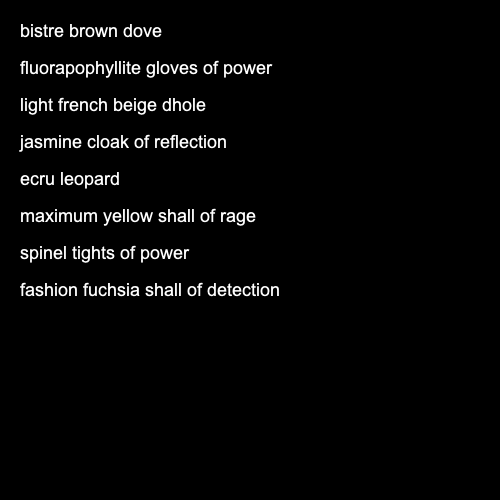 bistre brown dove
fluorapophyllite gloves of power
light french beige dhole
jasmine cloak of reflection
ecru leopard
maximum yellow shall of rage
spinel tights of power
fashion fuchsia shall of detection